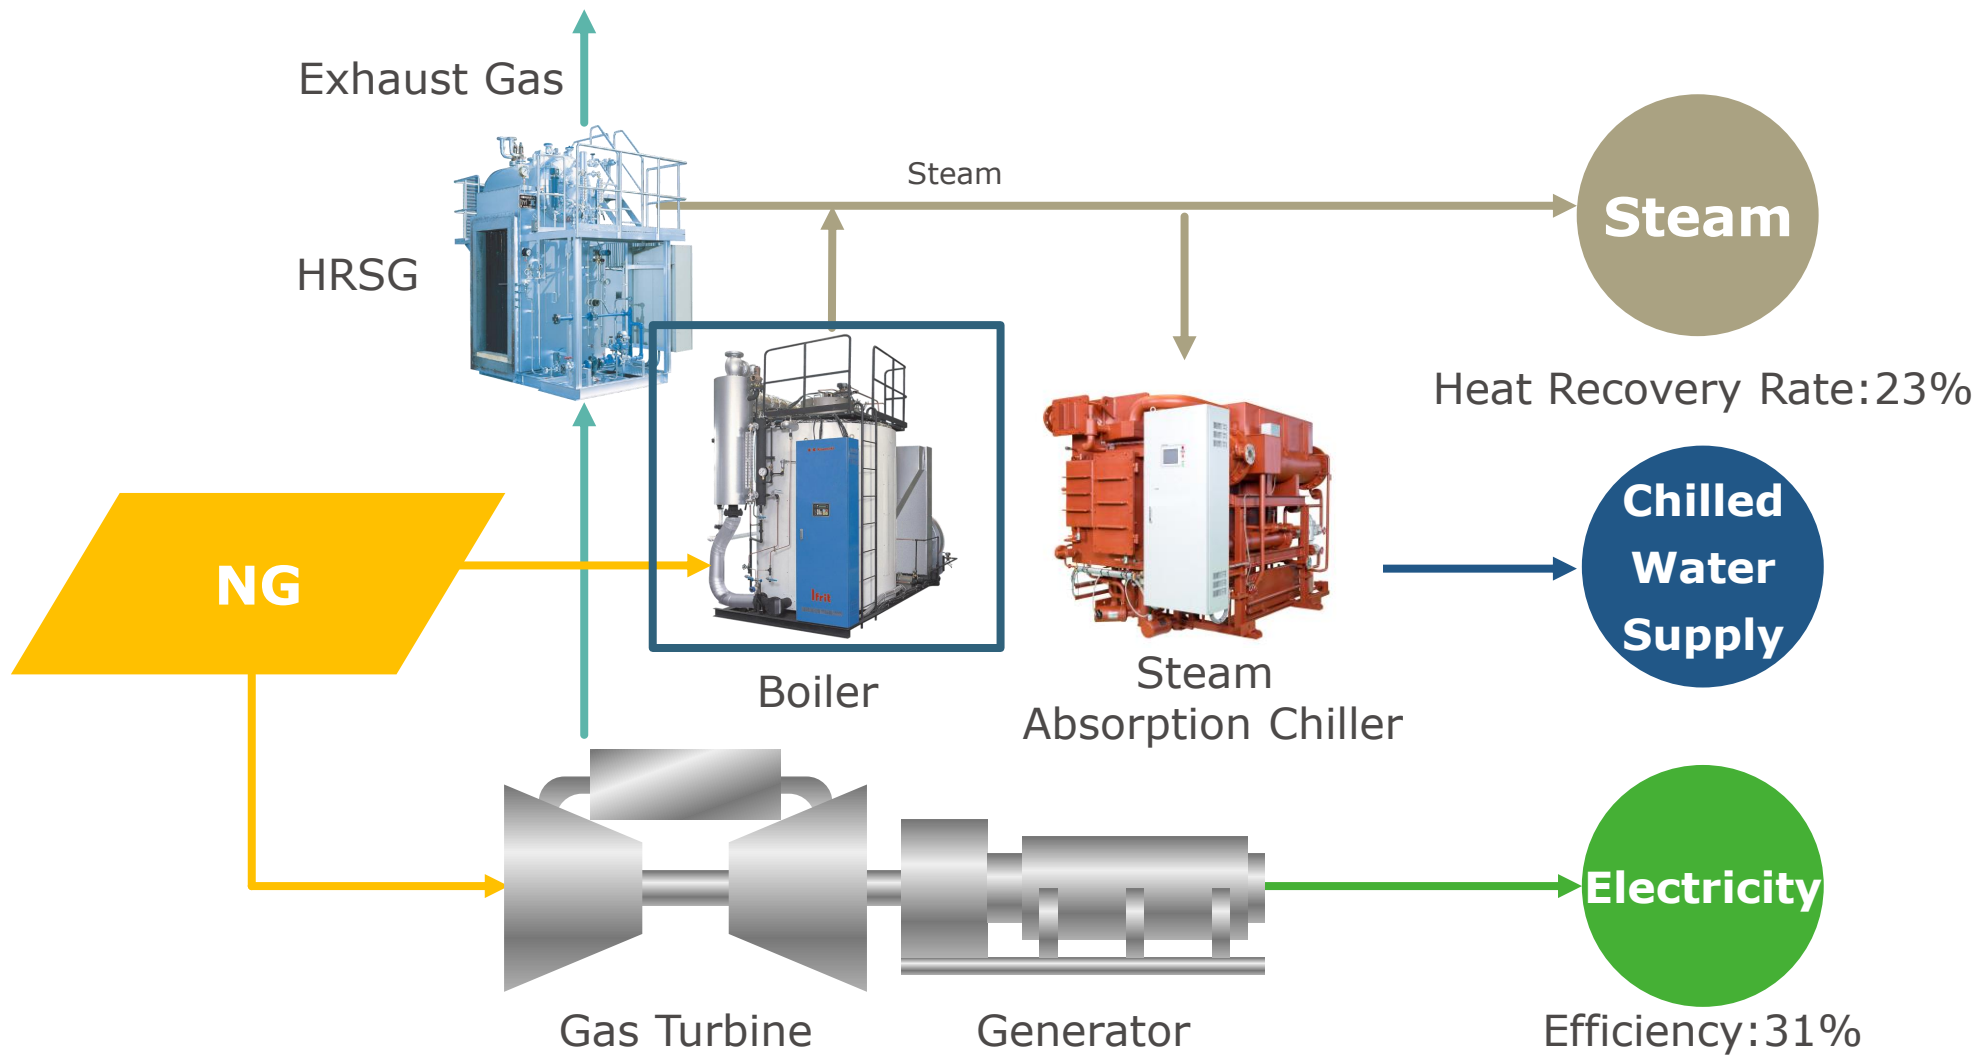 Exhaust Gas
Steam
Steam
HRSG
Heat Recovery Rate:23%
NG
Boiler
Steam
Absorption Chiller
Chilled
Water
Supply
Electricity
Gas Turbine
Generator
Efficiency:31%